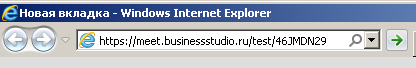 Новая вкладка - Windows Internet Explorer
https://meet.businessstudio.ru/test/46JMDN29